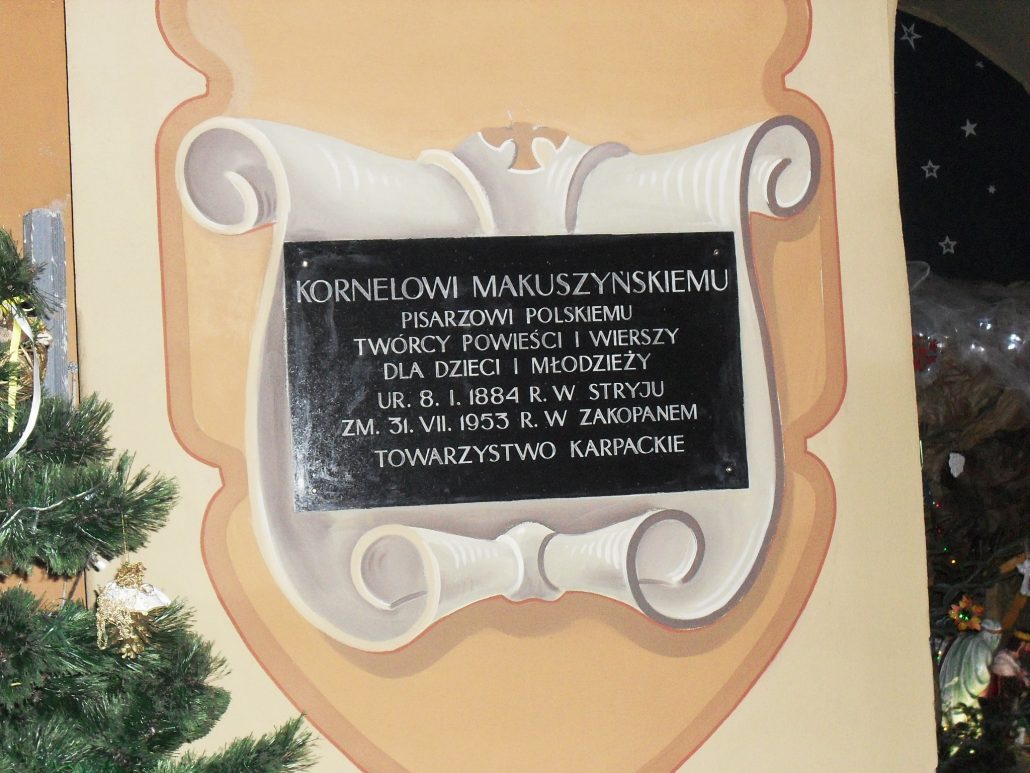 KORNELOWI MAKUSZYŃSKIEMU
PISARZOWI POLSKIEMU
TWÓRCY POWIEŚCI I WIERSZY
DLA DZIECI I MŁODZIEŻY
UR. 8. I. 1884 R. W STRYJU
ZM. 31. VII. 1953 R. W ZAKOPANEM
TOWARZYSTWO KARPACKIE